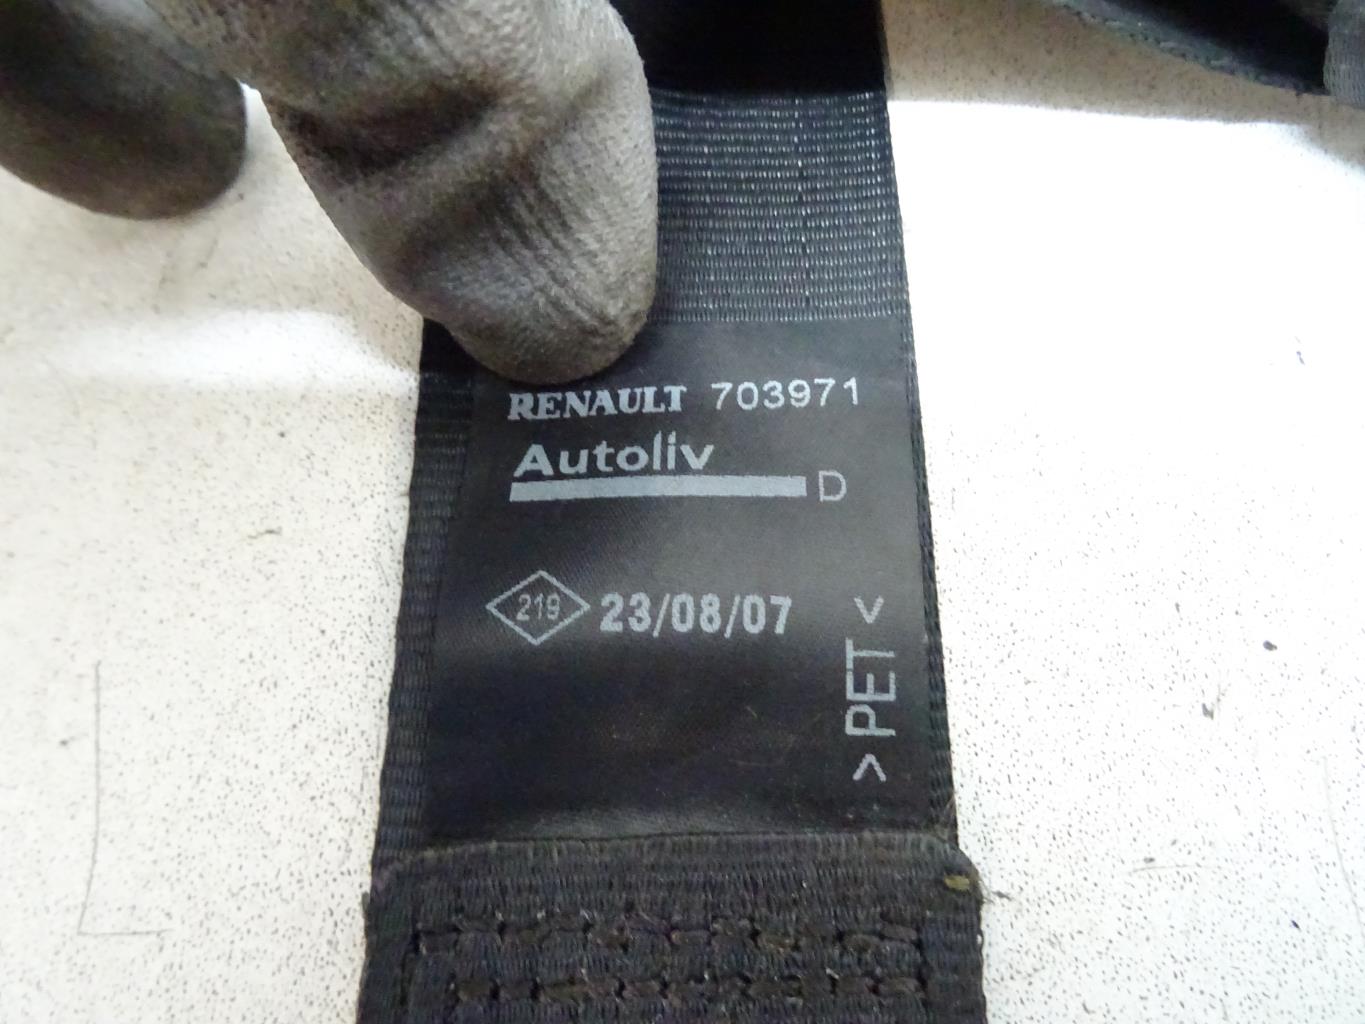 RENAULT 703971
Autoliv
D
219 23/08/07
>PET<